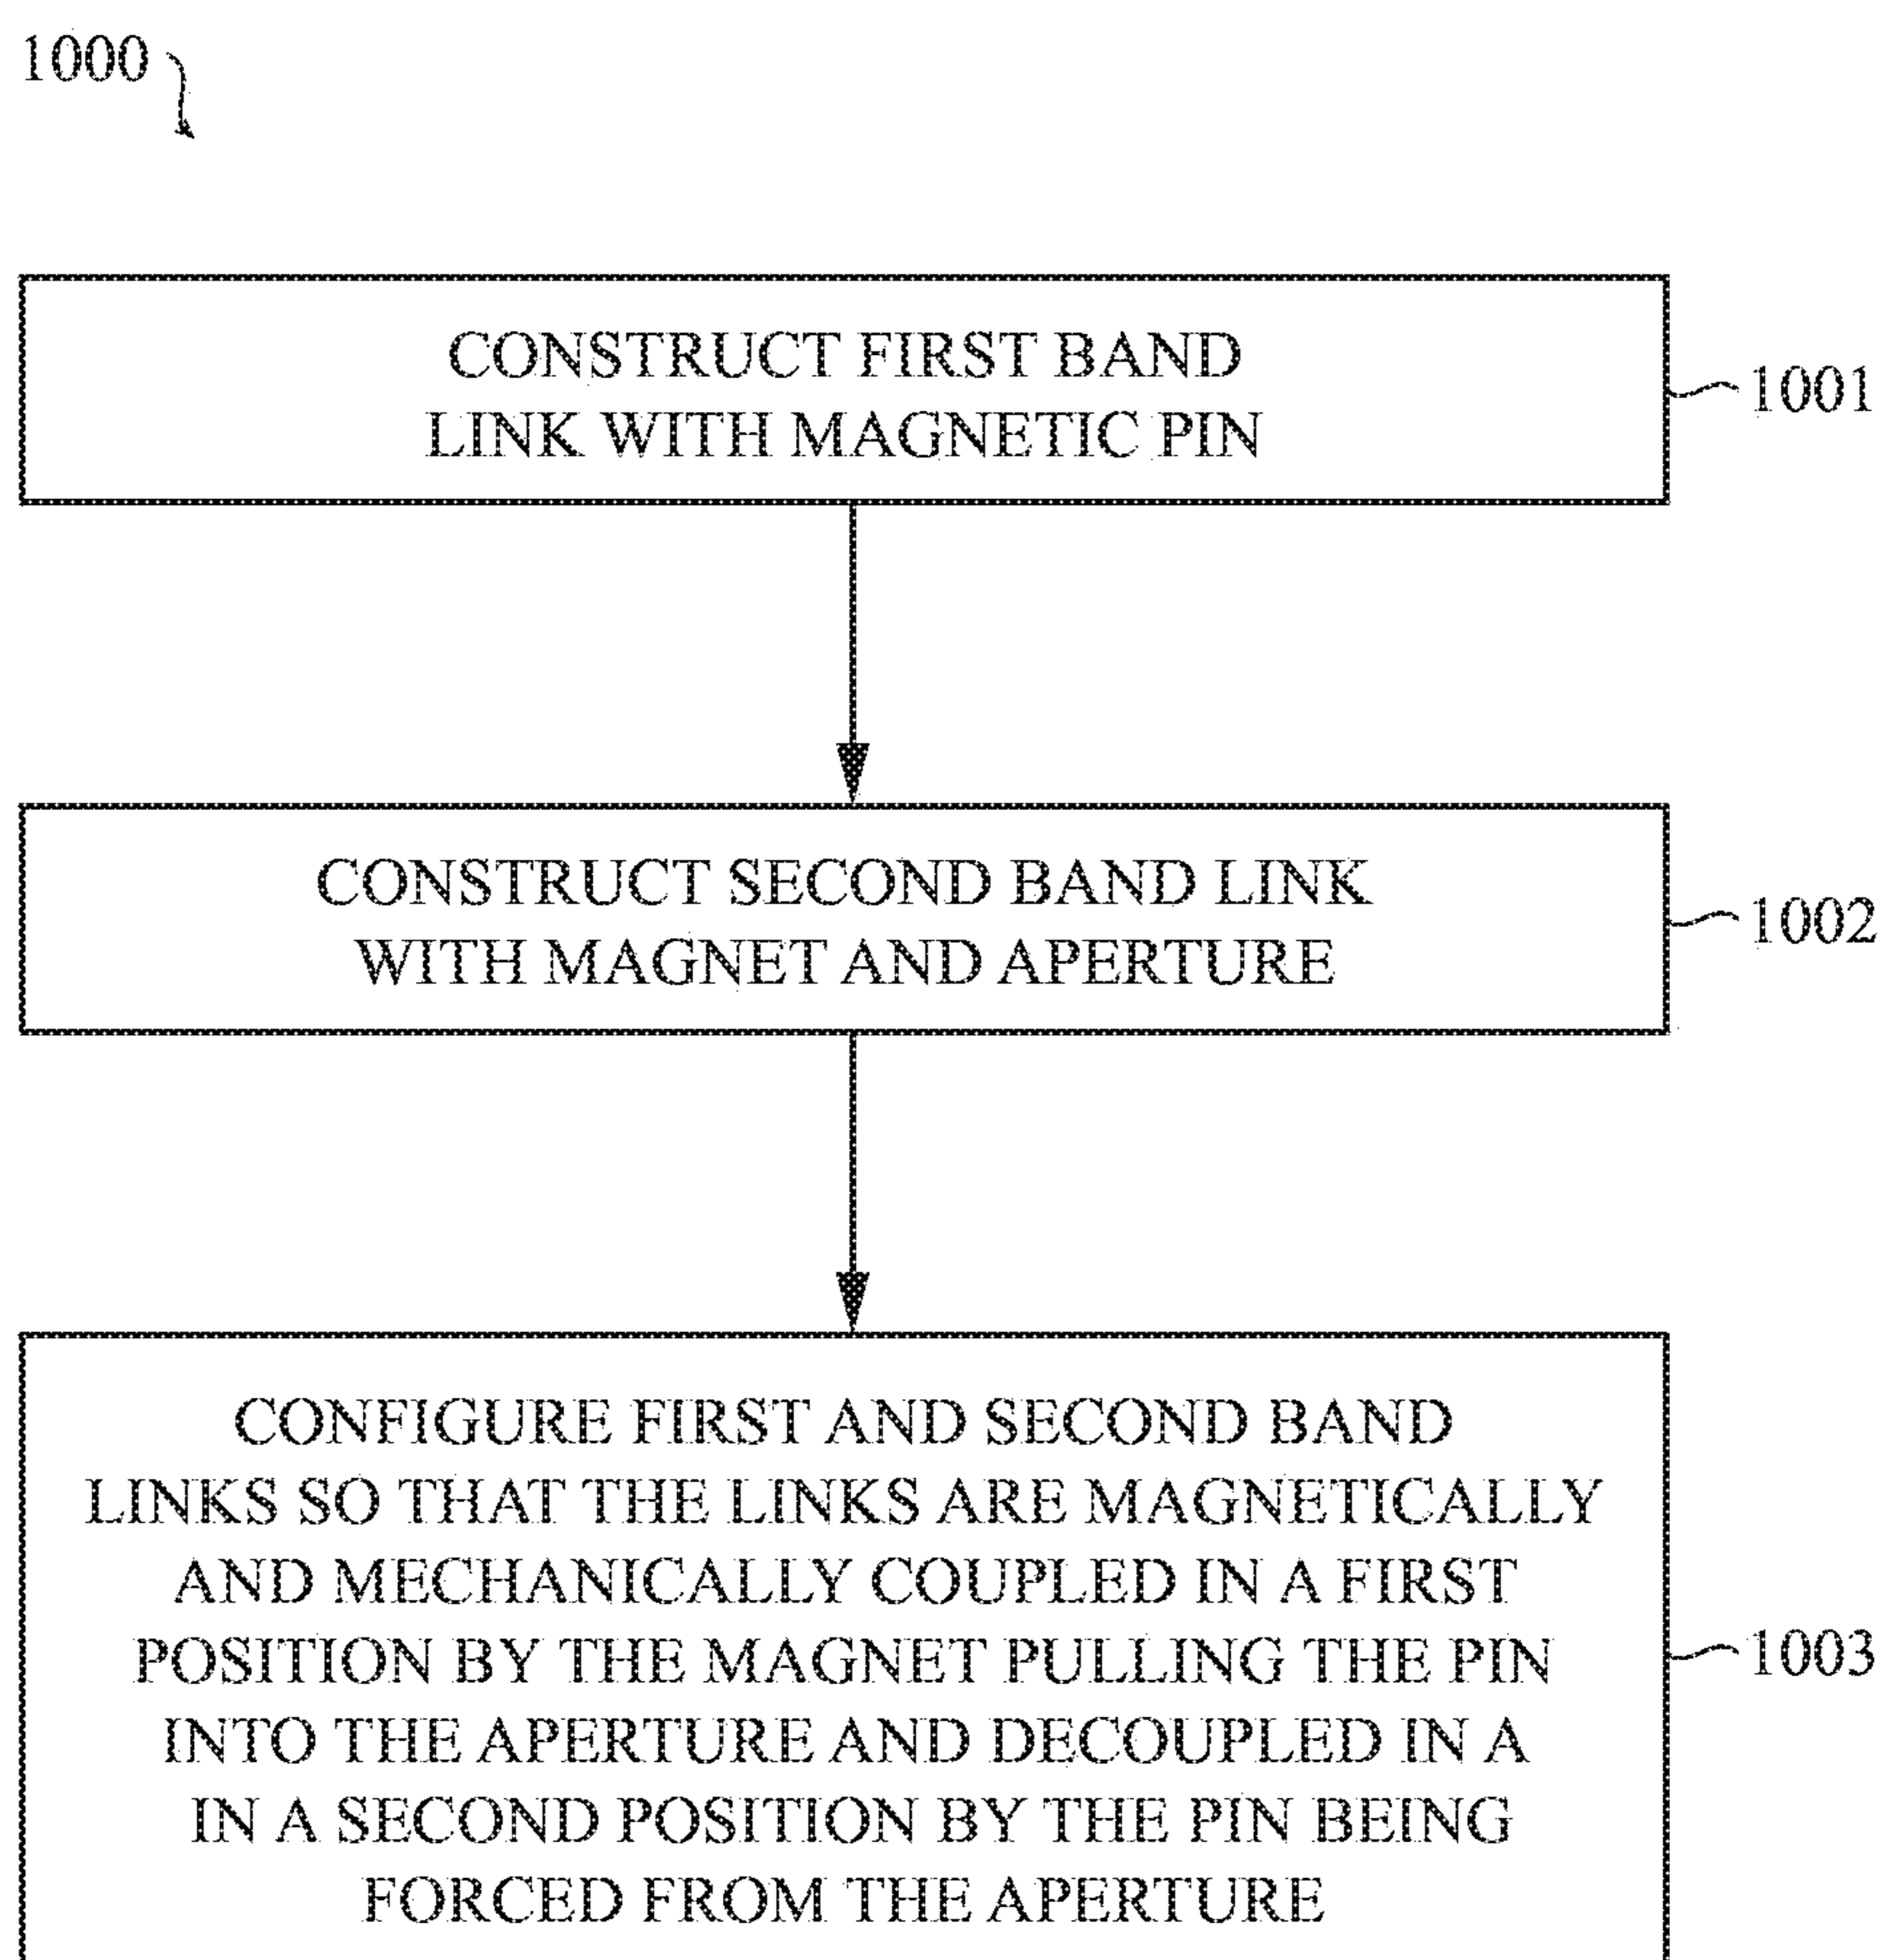 1000
CONSTRUCT FIRST BAND
LINK WITH MAGNETIC PIN
1001
CONSTRUCT SECOND BAND LINK
WITH MAGNET AND APERTURE
1002
CONFIGURE FIRST AND SECOND BAND
LINKS SO THAT THE LINKS ARE MAGNETICALLY
AND MECHANICALLY COUPLED IN A FIRST
POSITION BY THE MAGNET PULLING THE PIN
INTO THE APERTURE AND DECOUPLED IN A
IN A SECOND POSITION BY THE PIN BEING
FORCED FROM THE APERTURE
1003